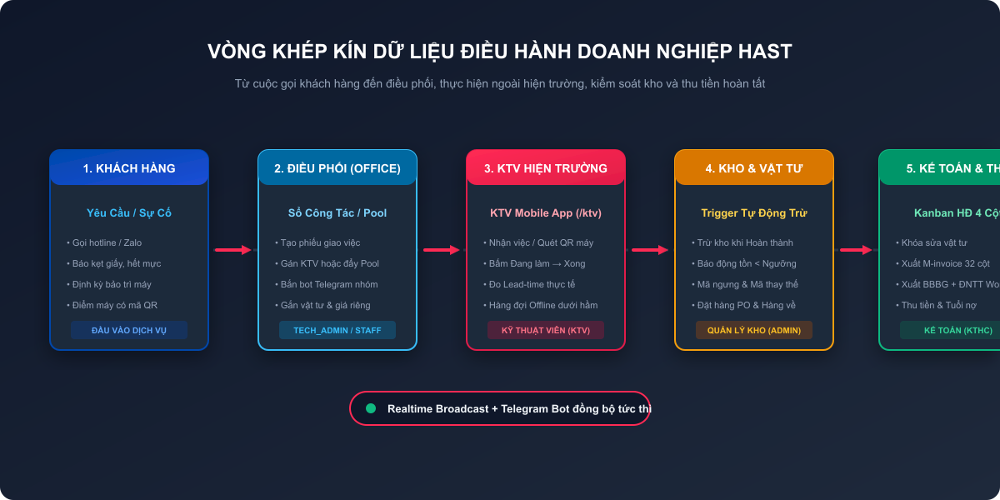 VÒNG KHÉP KÍN DỮ LIỆU ĐIỀU HÀNH DOANH NGHIỆP HAST
Từ cuộc gọi khách hàng đến điều phối, thực hiện ngoài hiện trường, kiểm soát kho và thu tiền hoàn tất
1. KHÁCH HÀNG
Yêu Cầu / Sự Cố
• Gọi hotline / Zalo
• Báo kẹt giấy, hết mực
• Định kỳ bảo trì máy
• Điểm máy có mã QR
ĐẦU VÀO DỊCH VỤ
2. ĐIỀU PHỐI (OFFICE)
Sổ Công Tác / Pool
• Tạo phiếu giao việc
• Gán KTV hoặc đẩy Pool
• Bắn bot Telegram nhóm
• Gắn vật tư & giá riêng
TECH_ADMIN / STAFF
3. KTV HIỆN TRƯỜNG
KTV Mobile App (/ktv)
• Nhận việc / Quét QR máy
• Bấm Đang làm → Xong
• Đo Lead-time thực tế
• Hàng đợi Offline dưới hầm
KỸ THUẬT VIÊN (KTV)
4. KHO & VẬT TƯ
Trigger Tự Động Trừ
• Trừ kho khi Hoàn thành
• Báo động tồn < Ngưỡng
• Mã ngưng & Mã thay thế
• Đặt hàng PO & Hàng về
QUẢN LÝ KHO (ADMIN)
5. KẾ TOÁN & TH
Kanban HĐ 4 Cột
• Khóa sửa vật tư
• Xuất M-invoice 32 cột
• Xuất BBBG + ĐNTT Wo
• Thu tiền & Tuổi nợ
KẾ TOÁN (KTHC)
Realtime Broadcast + Telegram Bot đồng bộ tức thì